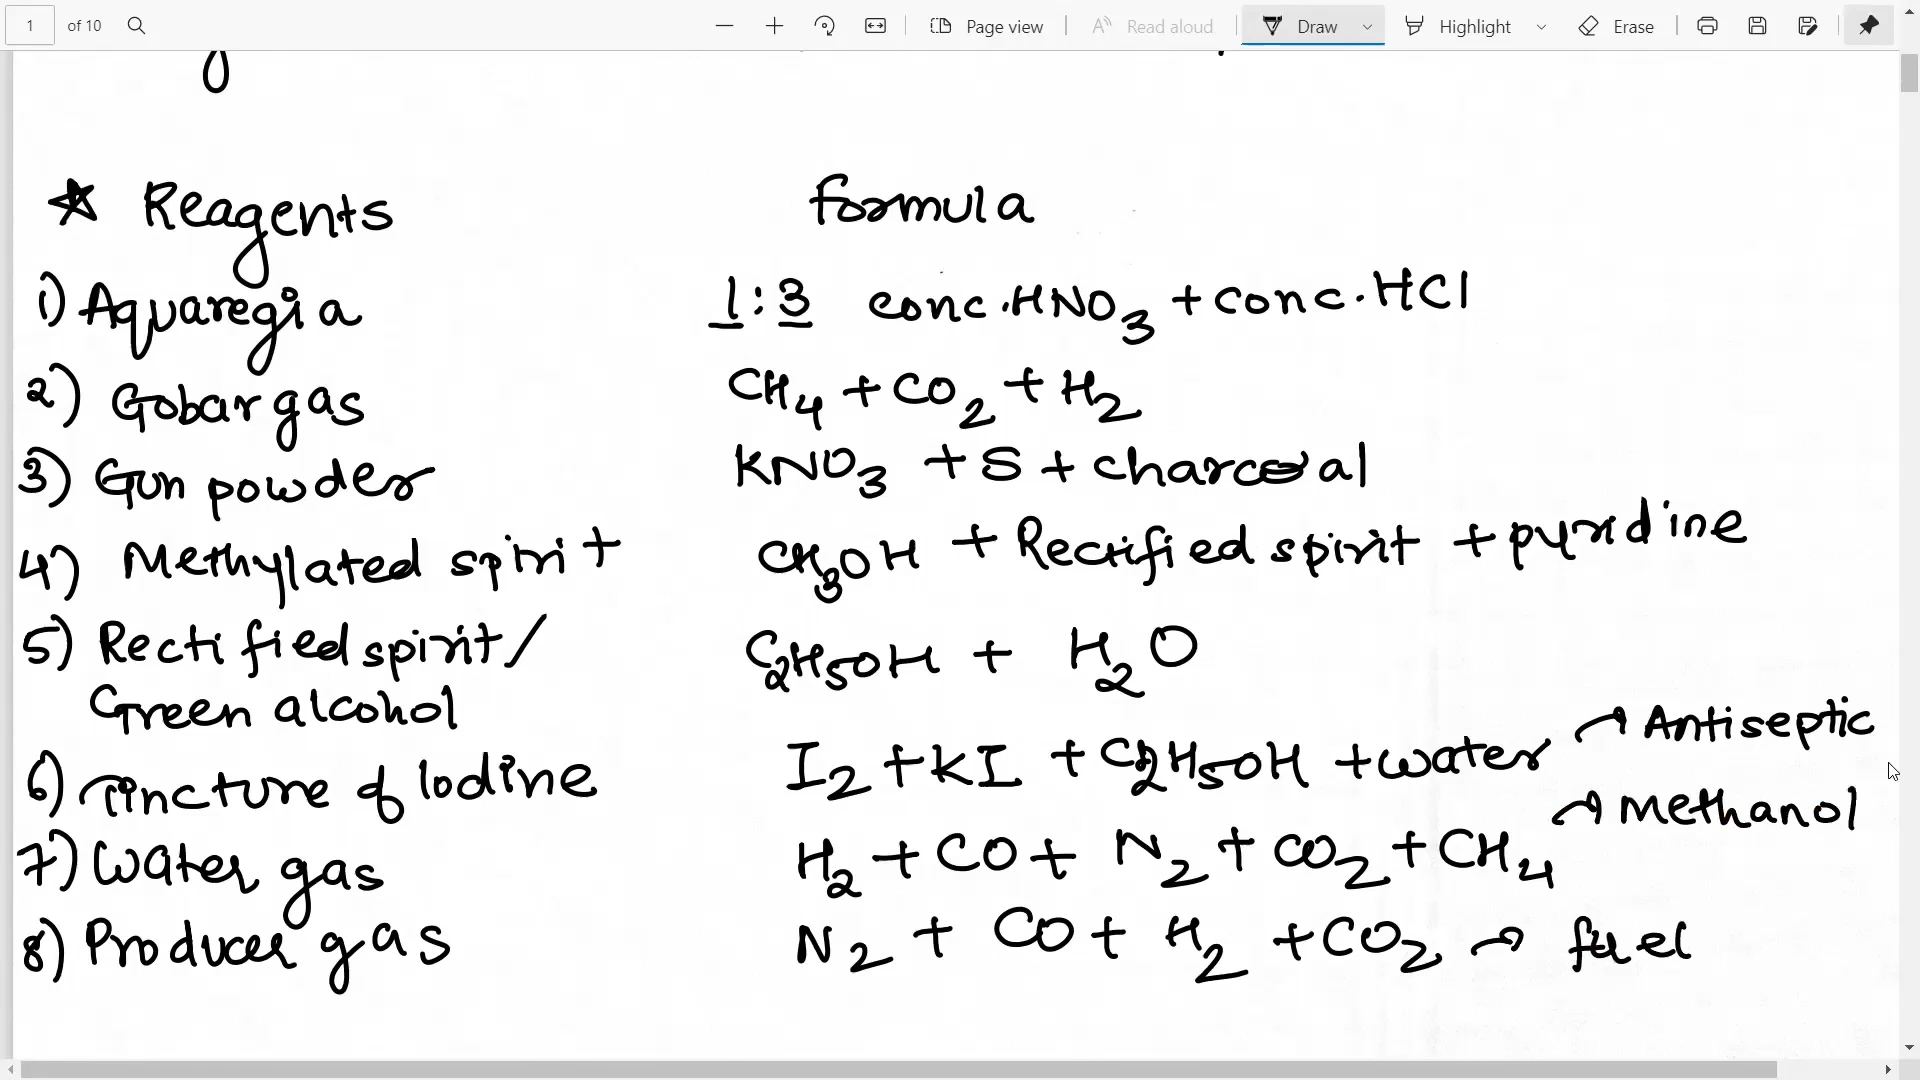 1 of 10 Page view Read aloud Draw Highlight Erase
Reagents formula
1) Aquaregia 1:3 conc.HNO3 + conc.HCl
2) Gobar gas CH4 + CO2 + H2
3) Gun powder KNO3 + S + charcoal
4) Methylated spirit CH3OH + Rectified spirit + pyridine
5) Rectified spirit/ C2H5OH + H2O
Green alcohol
6) Tincture of Iodine I2 + KI + C2H5OH + water → Antiseptic
7) Water gas H2 + CO + N2 + CO2 + CH4 → Methanol
8) Producer gas N2 + CO + H2 + CO2 → fuel